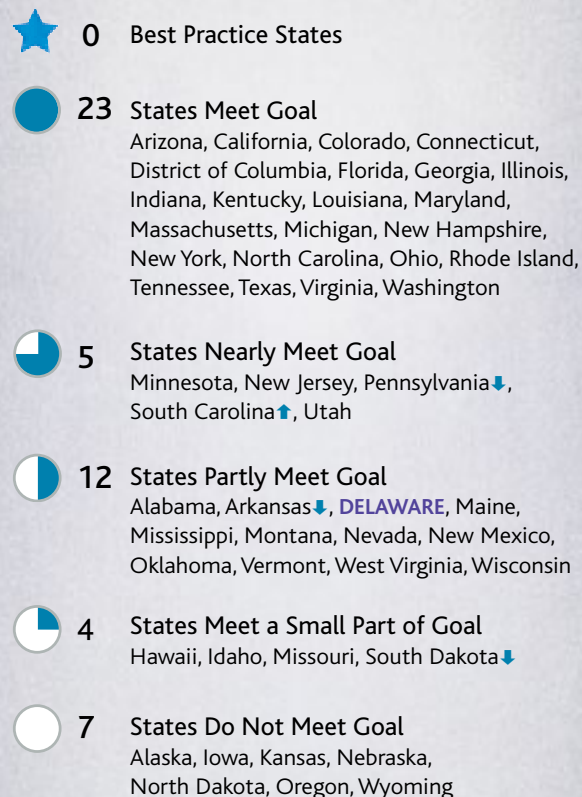 0 Best Practice States
23 States Meet Goal
Arizona, California, Colorado, Connecticut,
District of Columbia, Florida, Georgia, Illinois,
Indiana, Kentucky, Louisiana, Maryland,
Massachusetts, Michigan, New Hampshire,
New York, North Carolina, Ohio, Rhode Island,
Tennessee, Texas, Virginia, Washington
5 States Nearly Meet Goal
Minnesota, New Jersey, Pennsylvania⬇,
South Carolina⬆, Utah
12 States Partly Meet Goal
Alabama, Arkansas⬇, DELAWARE, Maine,
Mississippi, Montana, Nevada, New Mexico,
Oklahoma, Vermont, West Virginia, Wisconsin
4 States Meet a Small Part of Goal
Hawaii, Idaho, Missouri, South Dakota⬇
7 States Do Not Meet Goal
Alaska, Iowa, Kansas, Nebraska,
North Dakota, Oregon, Wyoming